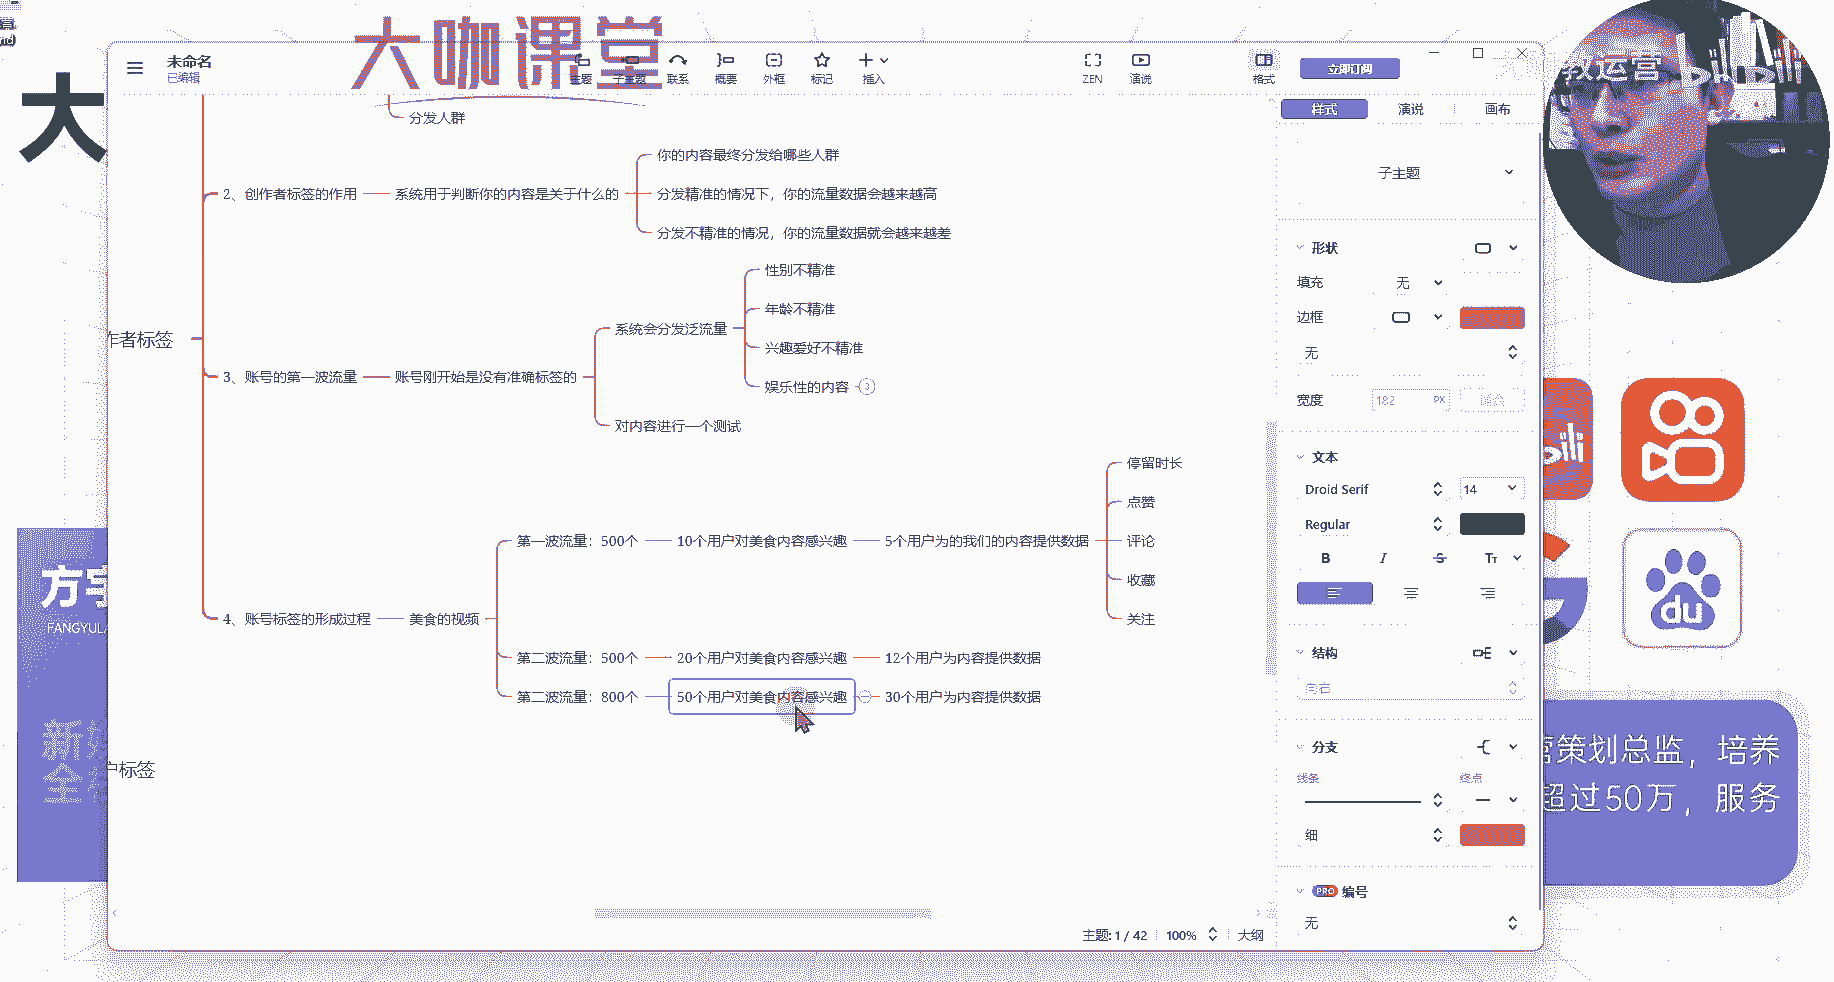 大咖课堂
大
未命名
已编辑
主题
子主题
联系
概要
外框
标记
插入
ZEN
演说
格式
立即订阅
运营
样式
演说
画布
分发人群
子主题
2、创作者标签的作用
系统用于判断你的内容是关于什么的
你的内容最终分发给哪些人群
分发精准的情况下，你的流量数据会越来越高
分发不精准的情况，你的流量数据就会越来越差
作者标签
3、账号的第一波流量
账号刚开始是没有准确标签的
系统会分发泛流量
性别不精准
年龄不精准
兴趣爱好不精准
娱乐性的内容
3
对内容进行一个测试
4、账号标签的形成过程
美食的视频
第一波流量：500个
10个用户对美食内容感兴趣
5个用户为的我们的内容提供数据
停留时长
点赞
评论
收藏
关注
第二波流量：500个
20个用户对美食内容感兴趣
12个用户为内容提供数据
第二波流量：800个
50个用户对美食内容感兴趣
30个用户为内容提供数据
户标签
形状
填充
无
边框
无
宽度
182
PX
文本
Droid Serif
14
Regular
B
I
S
TT
结构
向右
分支
线条
终点
细
PRO 编号
无
主题: 1 / 42
100%
大纲
方宇
FANGYULA
新
全
du
营策划总监，培养
超过50万，服务